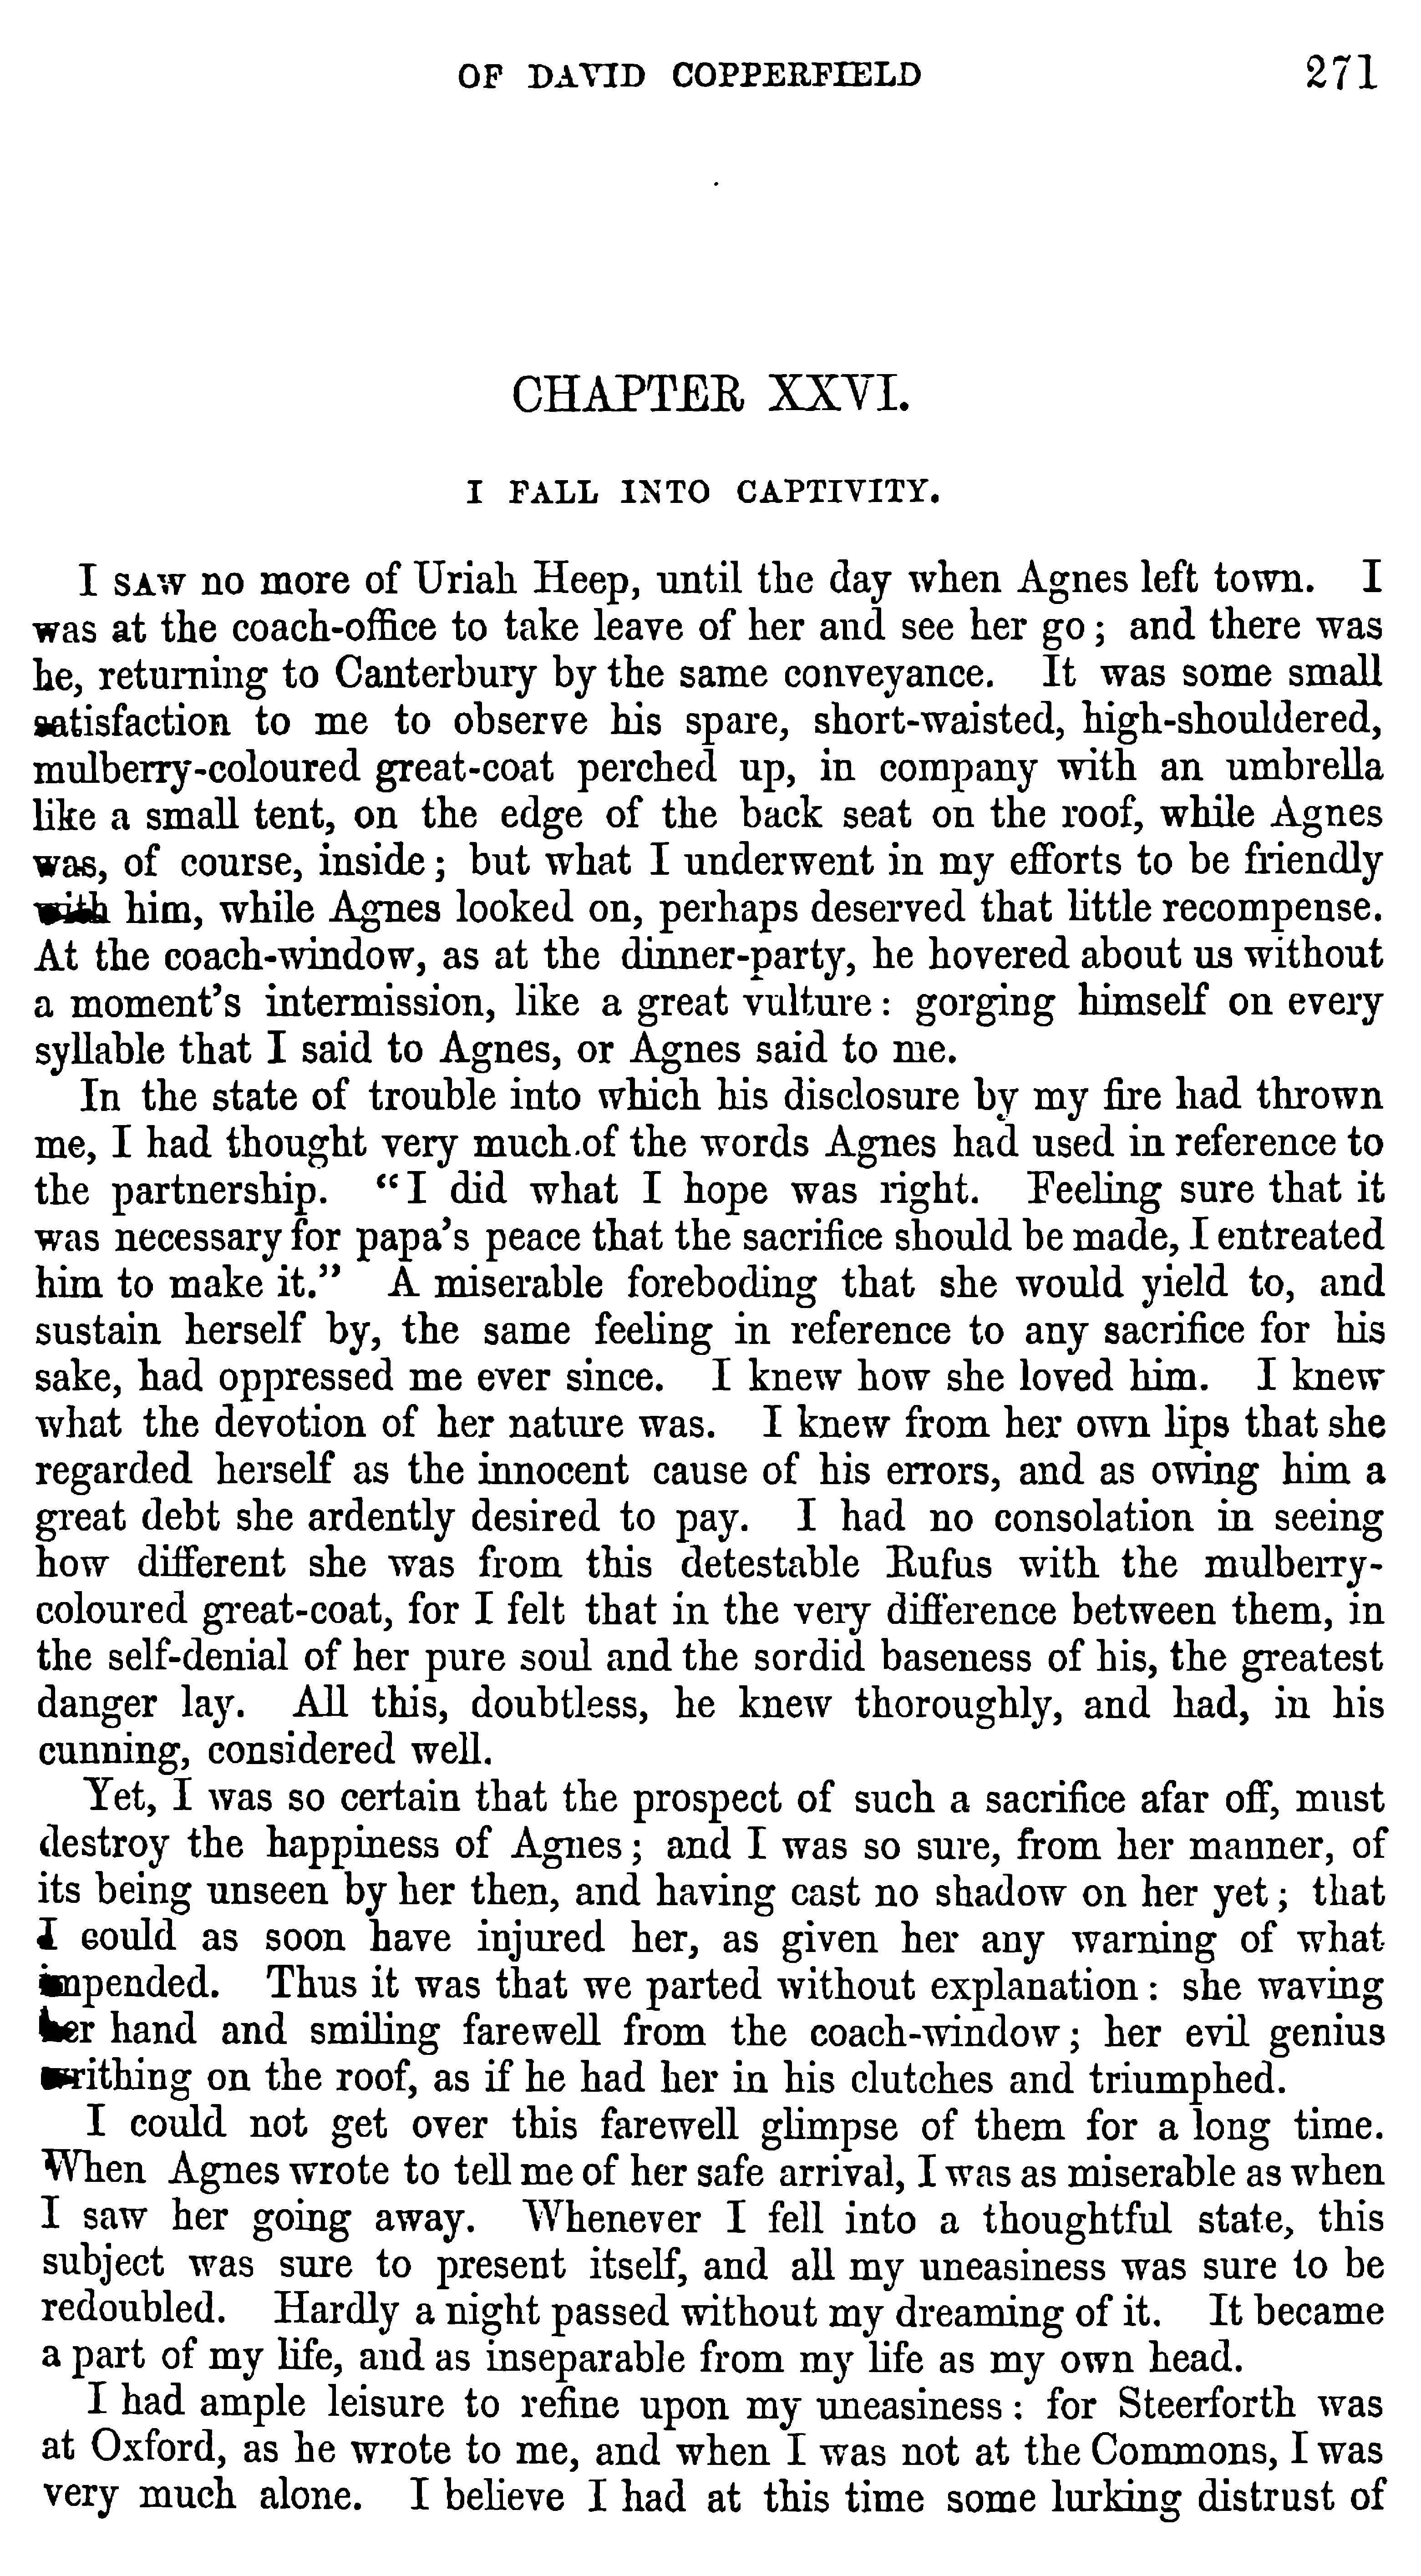 OF DAVID COPPERFIELD 271
CHAPTER XXVI.
I FALL INTO CAPTIVITY.
I SAW no more of Uriah Heep, until the day when Agnes left town. I
was at the coach-office to take leave of her and see her go; and there was
he, returning to Canterbury by the same conveyance. It was some small
satisfaction to me to observe his spare, short-waisted, high-shouldered,
mulberry-coloured great-coat perched up, in company with an umbrella
like a small tent, on the edge of the back seat on the roof, while Agnes
was, of course, inside; but what I underwent in my efforts to be friendly
with him, while Agnes looked on, perhaps deserved that little recompense.
At the coach-window, as at the dinner-party, he hovered about us without
a moment's intermission, like a great vulture: gorging himself on every
syllable that I said to Agnes, or Agnes said to me.
In the state of trouble into which his disclosure by my fire had thrown
me, I had thought very much of the words Agnes had used in reference to
the partnership. "I did what I hope was right. Feeling sure that it
was necessary for papa's peace that the sacrifice should be made, I entreated
him to make it." A miserable foreboding that she would yield to, and
sustain herself by, the same feeling in reference to any sacrifice for his
sake, had oppressed me ever since. I knew how she loved him. I knew
what the devotion of her nature was. I knew from her own lips that she
regarded herself as the innocent cause of his errors, and as owing him a
great debt she ardently desired to pay. I had no consolation in seeing
how different she was from this detestable Rufus with the mulberry-
coloured great-coat, for I felt that in the very difference between them, in
the self-denial of her pure soul and the sordid baseness of his, the greatest
danger lay. All this, doubtless, he knew thoroughly, and had, in his
cunning, considered well.
Yet, I was so certain that the prospect of such a sacrifice afar off, must
destroy the happiness of Agnes; and I was so sure, from her manner, of
its being unseen by her then, and having cast no shadow on her yet; that
I could as soon have injured her, as given her any warning of what
impended. Thus it was that we parted without explanation: she waving
her hand and smiling farewell from the coach-window; her evil genius
writhing on the roof, as if he had her in his clutches and triumphed.
I could not get over this farewell glimpse of them for a long time.
When Agnes wrote to tell me of her safe arrival, I was as miserable as when
I saw her going away. Whenever I fell into a thoughtful state, this
subject was sure to present itself, and all my uneasiness was sure to be
redoubled. Hardly a night passed without my dreaming of it. It became
a part of my life, and as inseparable from my life as my own head.
I had ample leisure to refine upon my uneasiness: for Steerforth was
at Oxford, as he wrote to me, and when I was not at the Commons, I was
very much alone. I believe I had at this time some lurking distrust of